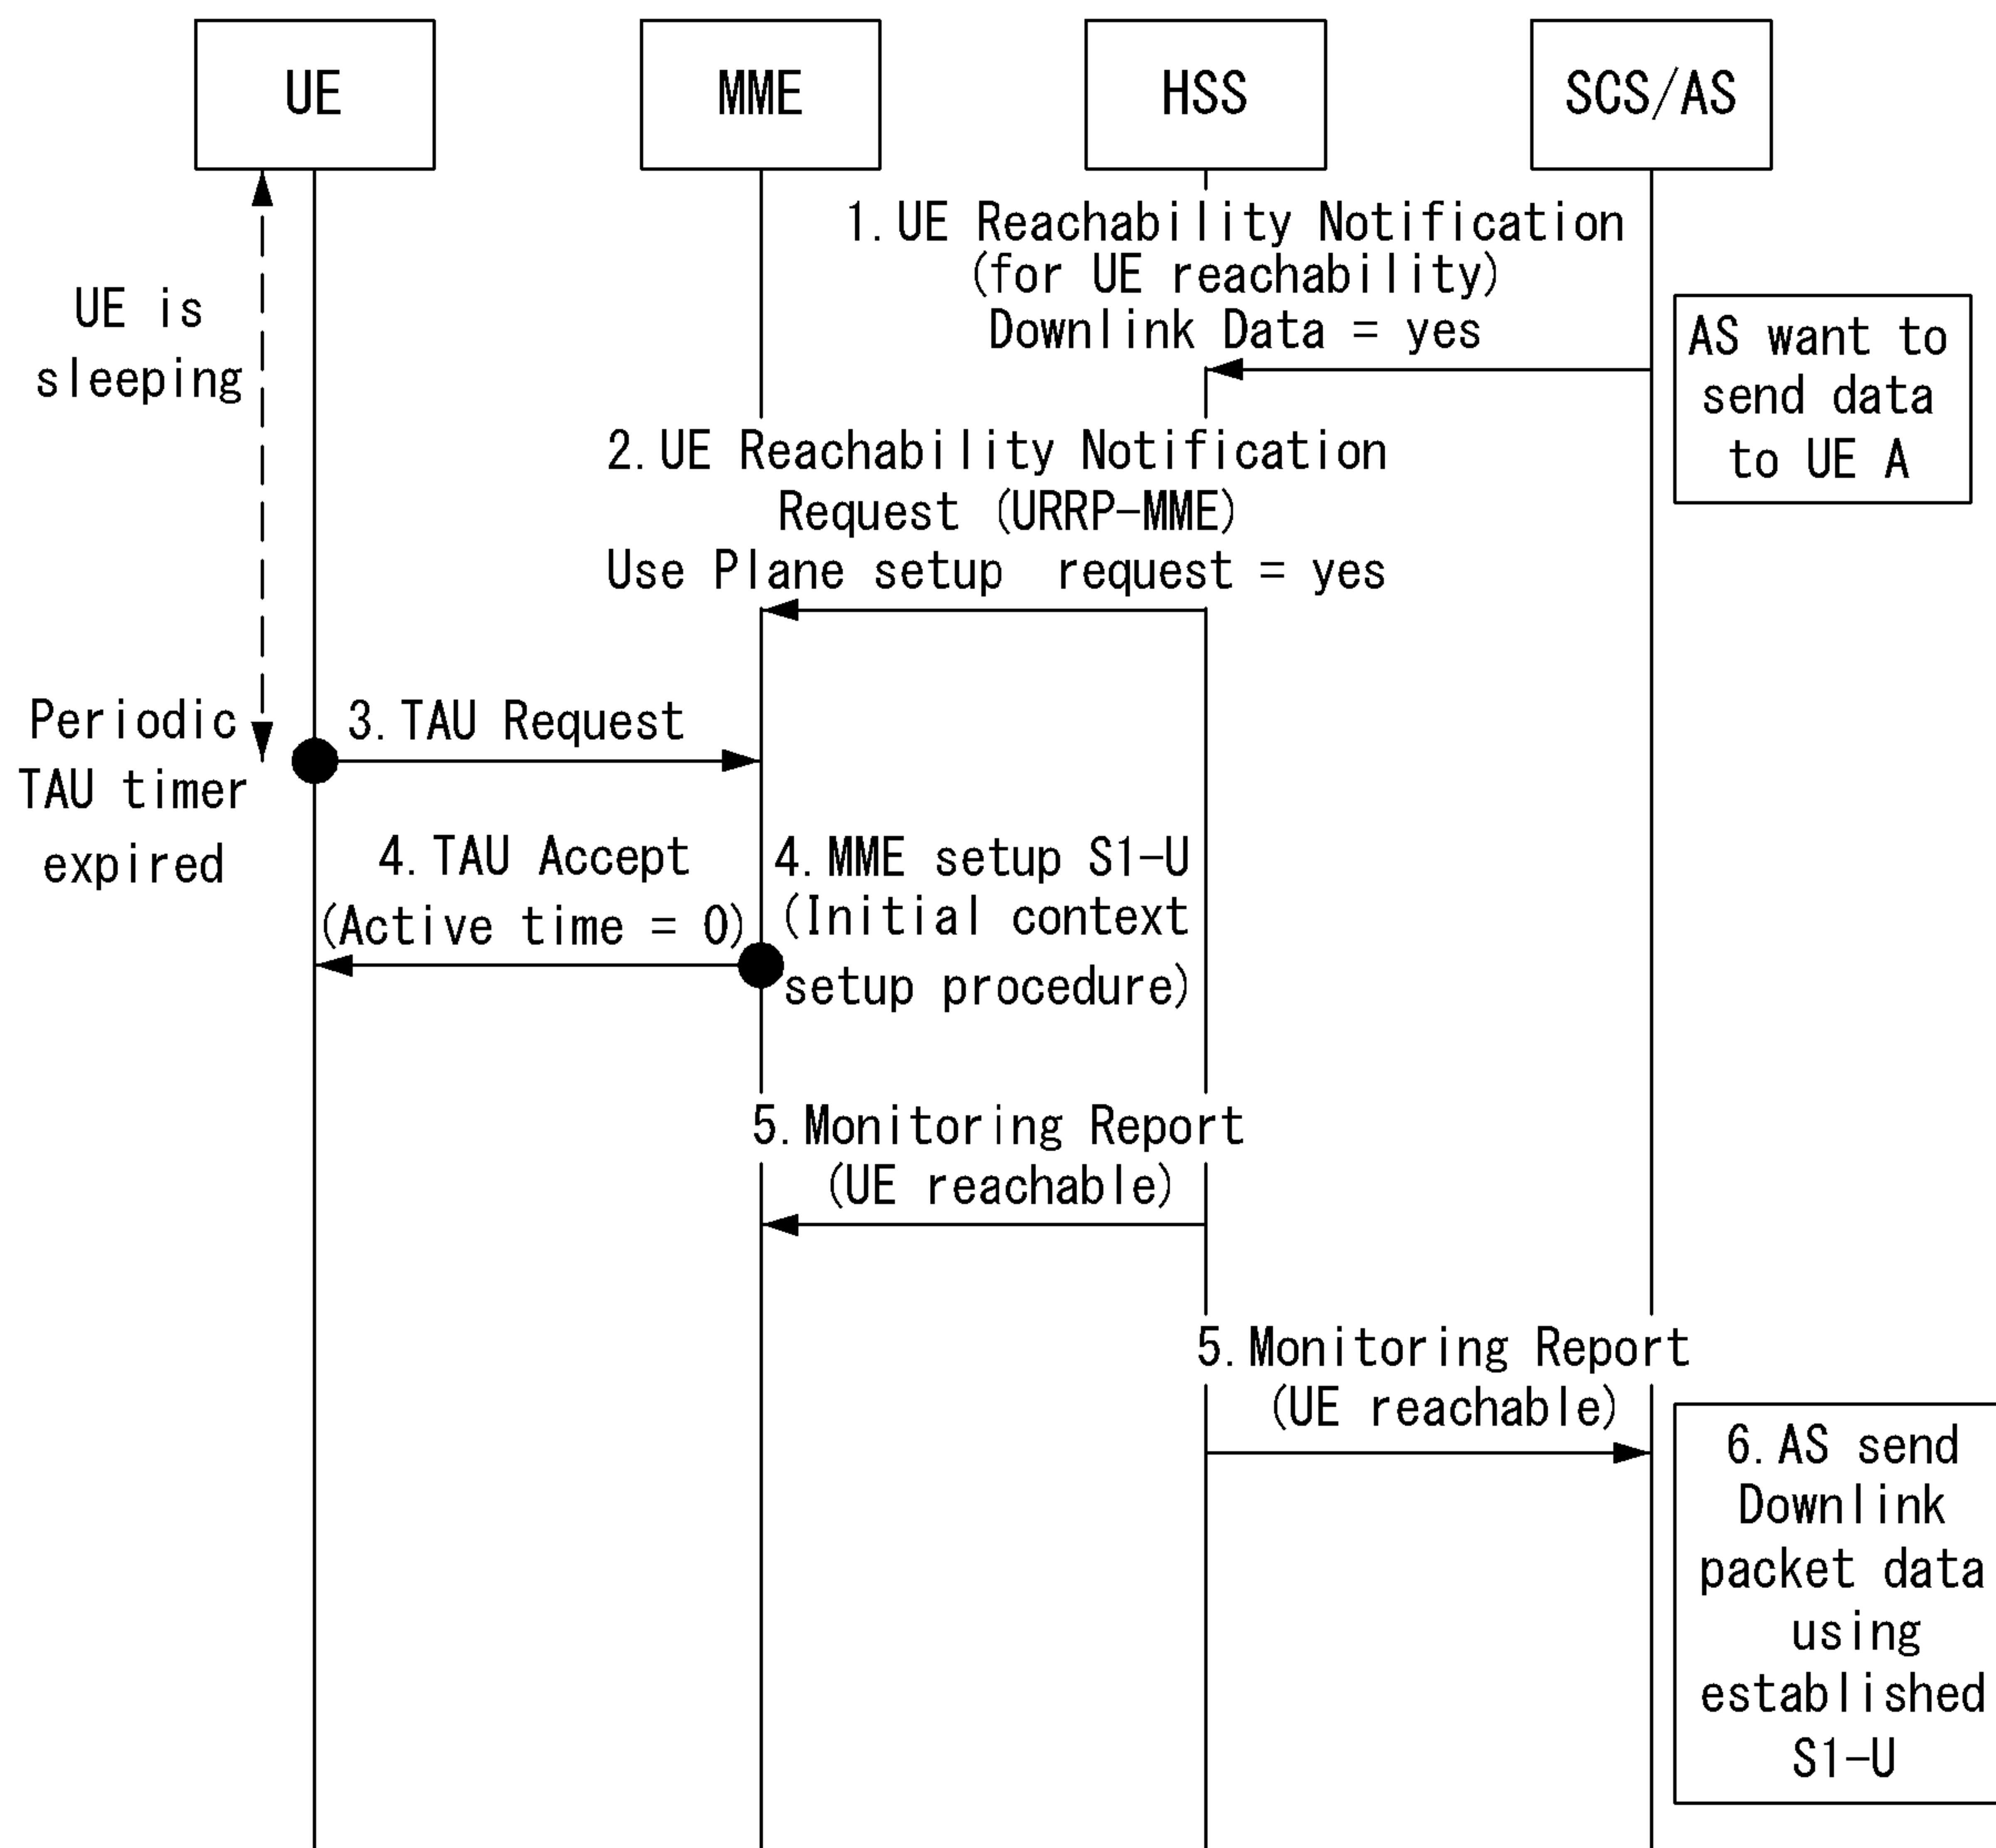 UE
MME
HSS
SCS/AS
1. UE Reachability Notification
(for UE reachability)
Downlink Data = yes
UE is
sleeping
AS want to
send data
to UE A
2. UE Reachability Notification
Request (URRP-MME)
Use Plane setup request = yes
Periodic
TAU timer
expired
3. TAU Request
4. TAU Accept
(Active time = 0)
4. MME setup S1-U
(Initial context
setup procedure)
5. Monitoring Report
(UE reachable)
5. Monitoring Report
(UE reachable)
6. AS send
Downlink
packet data
using
established
S1-U